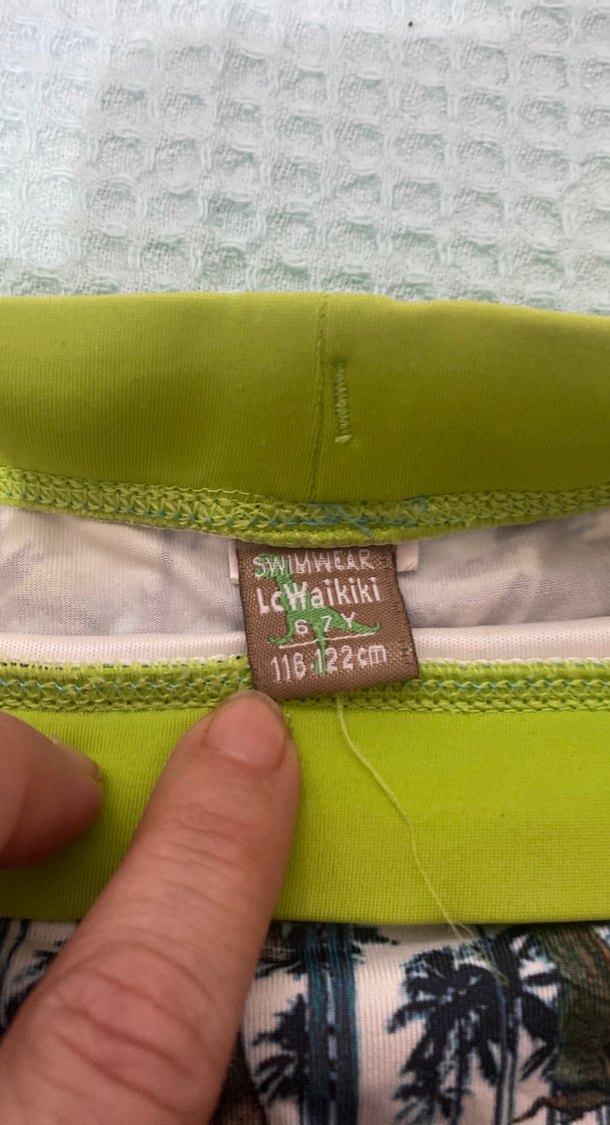 SWIMWEAR
LcWaikiki
6 7 Y
116 122cm